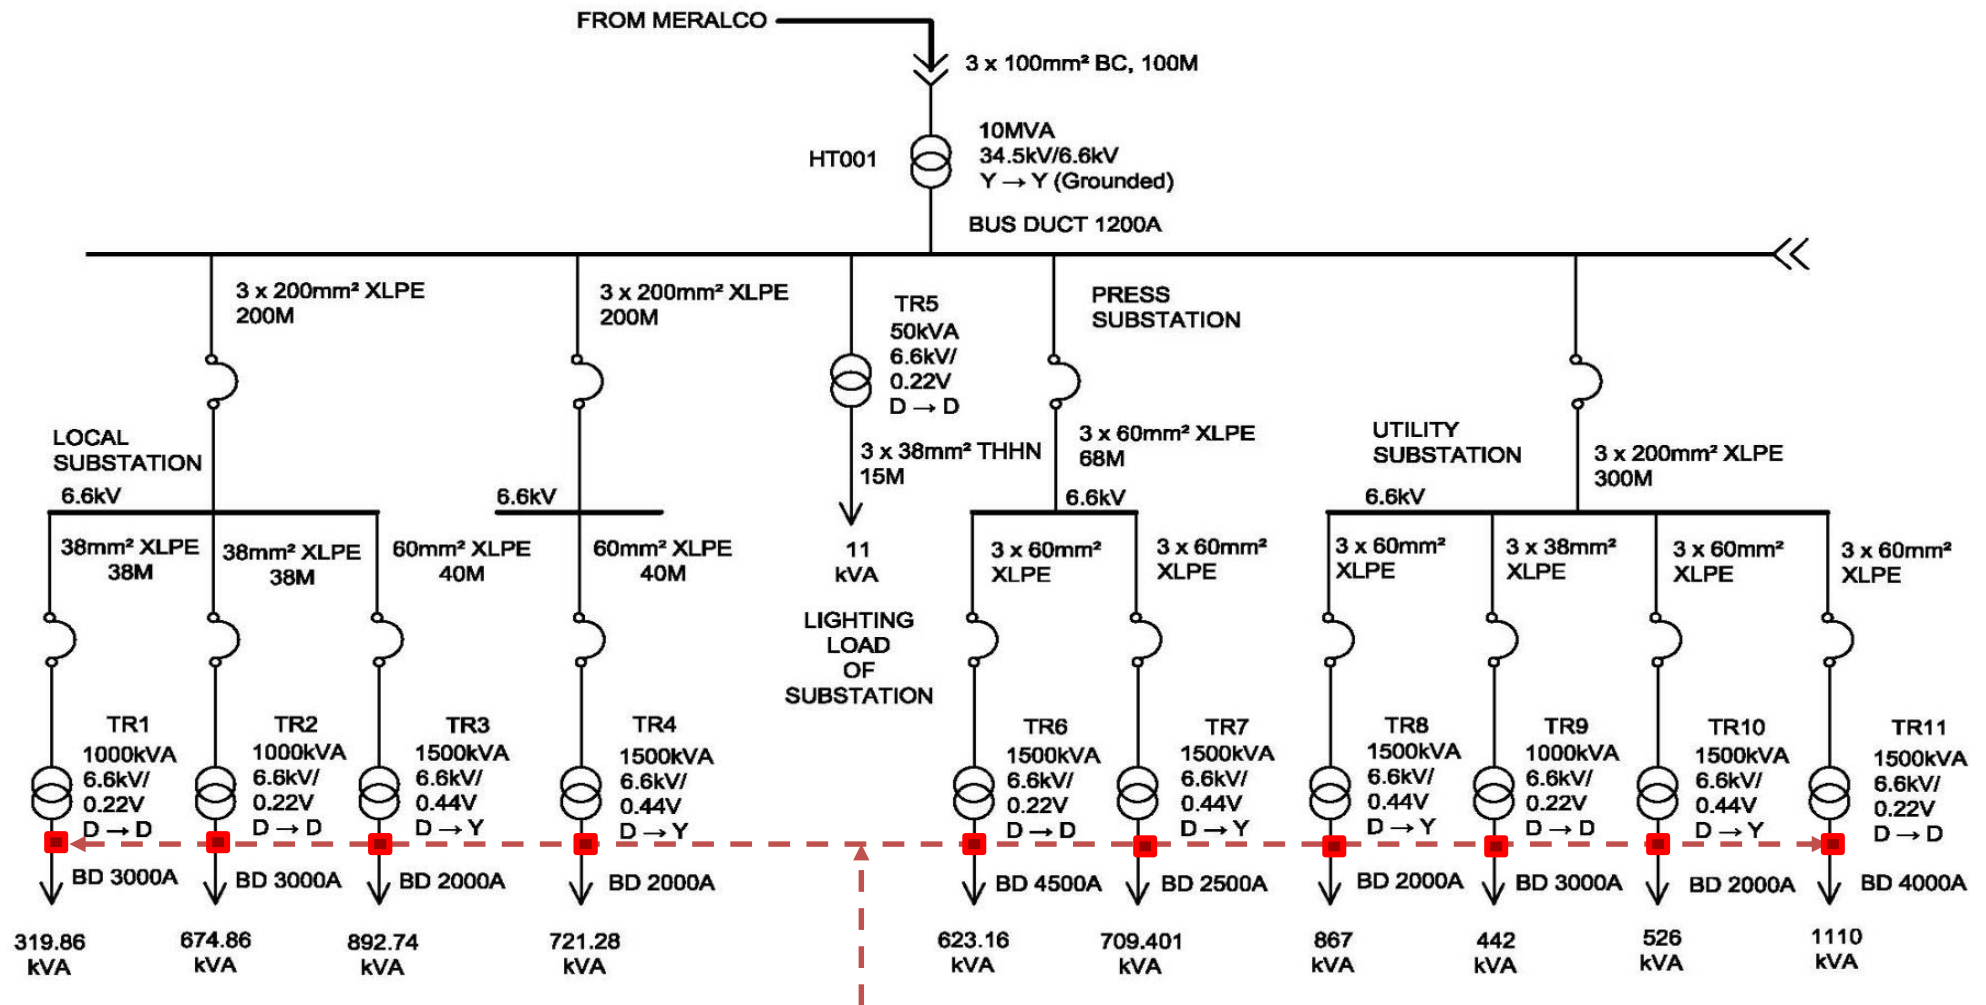 FROM MERALCO
3 x 100mm² BC, 100M
HT001
10MVA
34.5kV/6.6kV
Y → Y (Grounded)
BUS DUCT 1200A
3 x 200mm² XLPE
200M
3 x 200mm² XLPE
200M
TR5
50kVA
6.6kV/
0.22V
D → D
PRESS
SUBSTATION
LOCAL
SUBSTATION
6.6kV
6.6kV
3 x 38mm² THHN
15M
3 x 60mm² XLPE
68M
6.6kV
UTILITY
SUBSTATION
6.6kV
3 x 200mm² XLPE
300M
38mm² XLPE
38M
38mm² XLPE
38M
60mm² XLPE
40M
60mm² XLPE
40M
11
kVA
LIGHTING
LOAD
OF
SUBSTATION
3 x 60mm²
XLPE
3 x 60mm²
XLPE
3 x 60mm²
XLPE
3 x 38mm²
XLPE
3 x 60mm²
XLPE
3 x 60mm²
XLPE
TR1
1000kVA
6.6kV/
0.22V
D → D
TR2
1000kVA
6.6kV/
0.22V
D → D
TR3
1500kVA
6.6kV/
0.44V
D → Y
TR4
1500kVA
6.6kV/
0.44V
D → Y
TR6
1500kVA
6.6kV/
0.22V
D → D
TR7
1500kVA
6.6kV/
0.44V
D → Y
TR8
1500kVA
6.6kV/
0.44V
D → Y
TR9
1000kVA
6.6kV/
0.22V
D → D
TR10
1500kVA
6.6kV/
0.44V
D → Y
TR11
1500kVA
6.6kV/
0.22V
D → D
BD 3000A
BD 3000A
BD 2000A
BD 2000A
BD 4500A
BD 2500A
BD 2000A
BD 3000A
BD 2000A
BD 4000A
319.86
kVA
674.86
kVA
892.74
kVA
721.28
kVA
623.16
kVA
709.401
kVA
867
kVA
442
kVA
526
kVA
1110
kVA